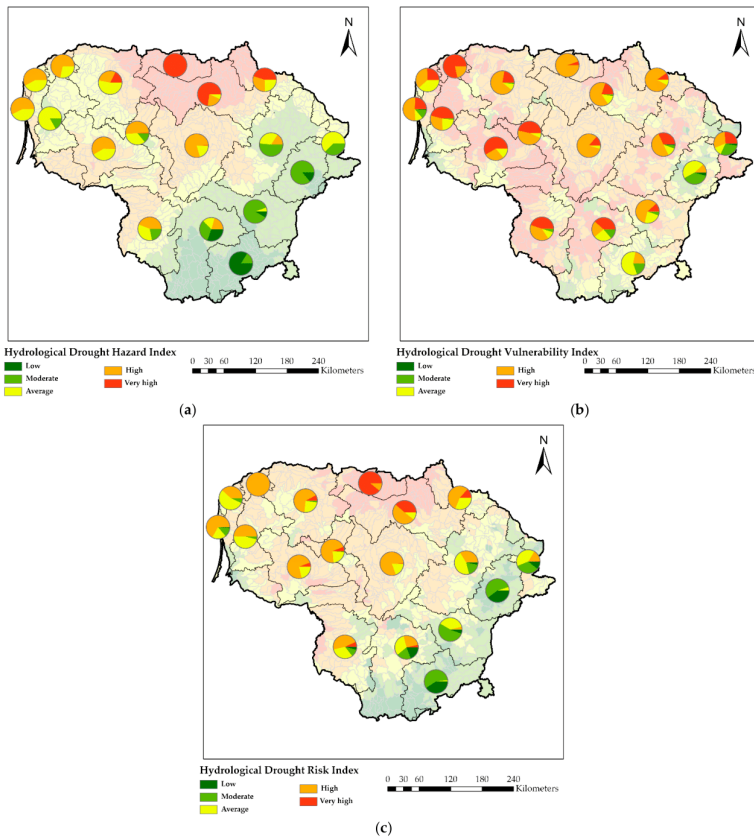 N
N
Hydrological Drought Hazard Index
Low
Moderate
Average
High
Very high
0 30 60 120 180 240
Kilometers
Hydrological Drought Vulnerability Index
Low
Moderate
Average
High
Very high
0 30 60 120 180 240
Kilometers
(a)
(b)
N
Hydrological Drought Risk Index
Low
Moderate
Average
High
Very high
0 30 60 120 180 240
Kilometers
(c)